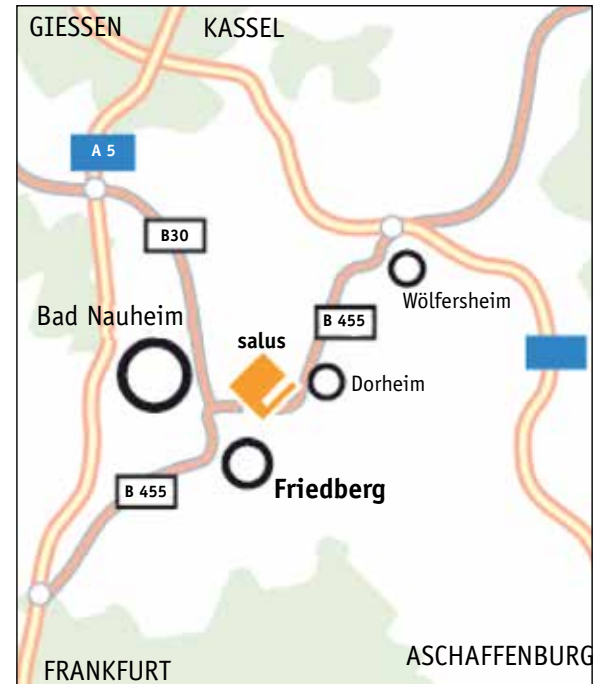 GIESSEN
KASSEL
A 5
B30
Wölfersheim
Bad Nauheim
B 455
salus
Dorheim
Friedberg
B 455
ASCHAFFENBURG
FRANKFURT